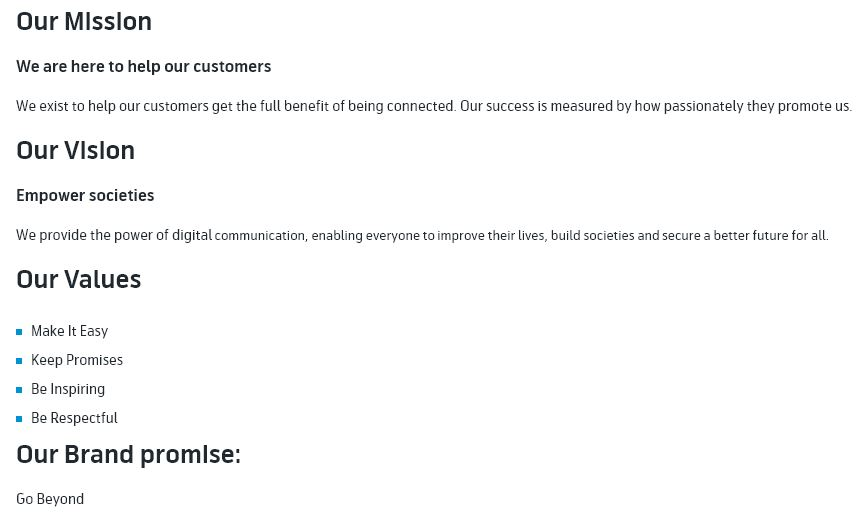 Our Mission
We are here to help our customers
We exist to help our customers get the full benefit of being connected. Our success is measured by how passionately they promote us.
Our Vision
Empower societies
We provide the power of digital communication, enabling everyone to improve their lives, build societies and secure a better future for all.
Our Values
Make It Easy
Keep Promises
Be Inspiring
Be Respectful
Our Brand promise:
Go Beyond